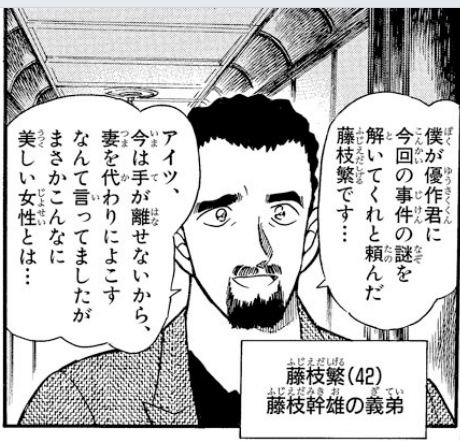 僕が優作君に
今回の事件の謎を
解いてくれと頼んだ
藤枝繁です…
アイツ、
今は手が離せないから、
妻を代わりによこす
なんて言ってましたが
まさかこんなに
美しい女性とは…
藤枝繁(42)
藤枝幹雄の義弟